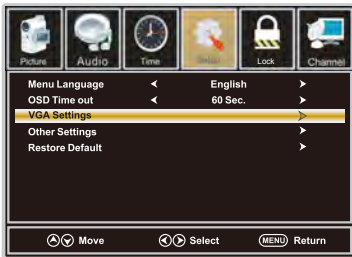 Picture Audio Time Setup Lock Channel
Menu Language English
OSD Time out 60 Sec.
VGA Settings
Other Settings
Restore Default
Move Select MENU Return